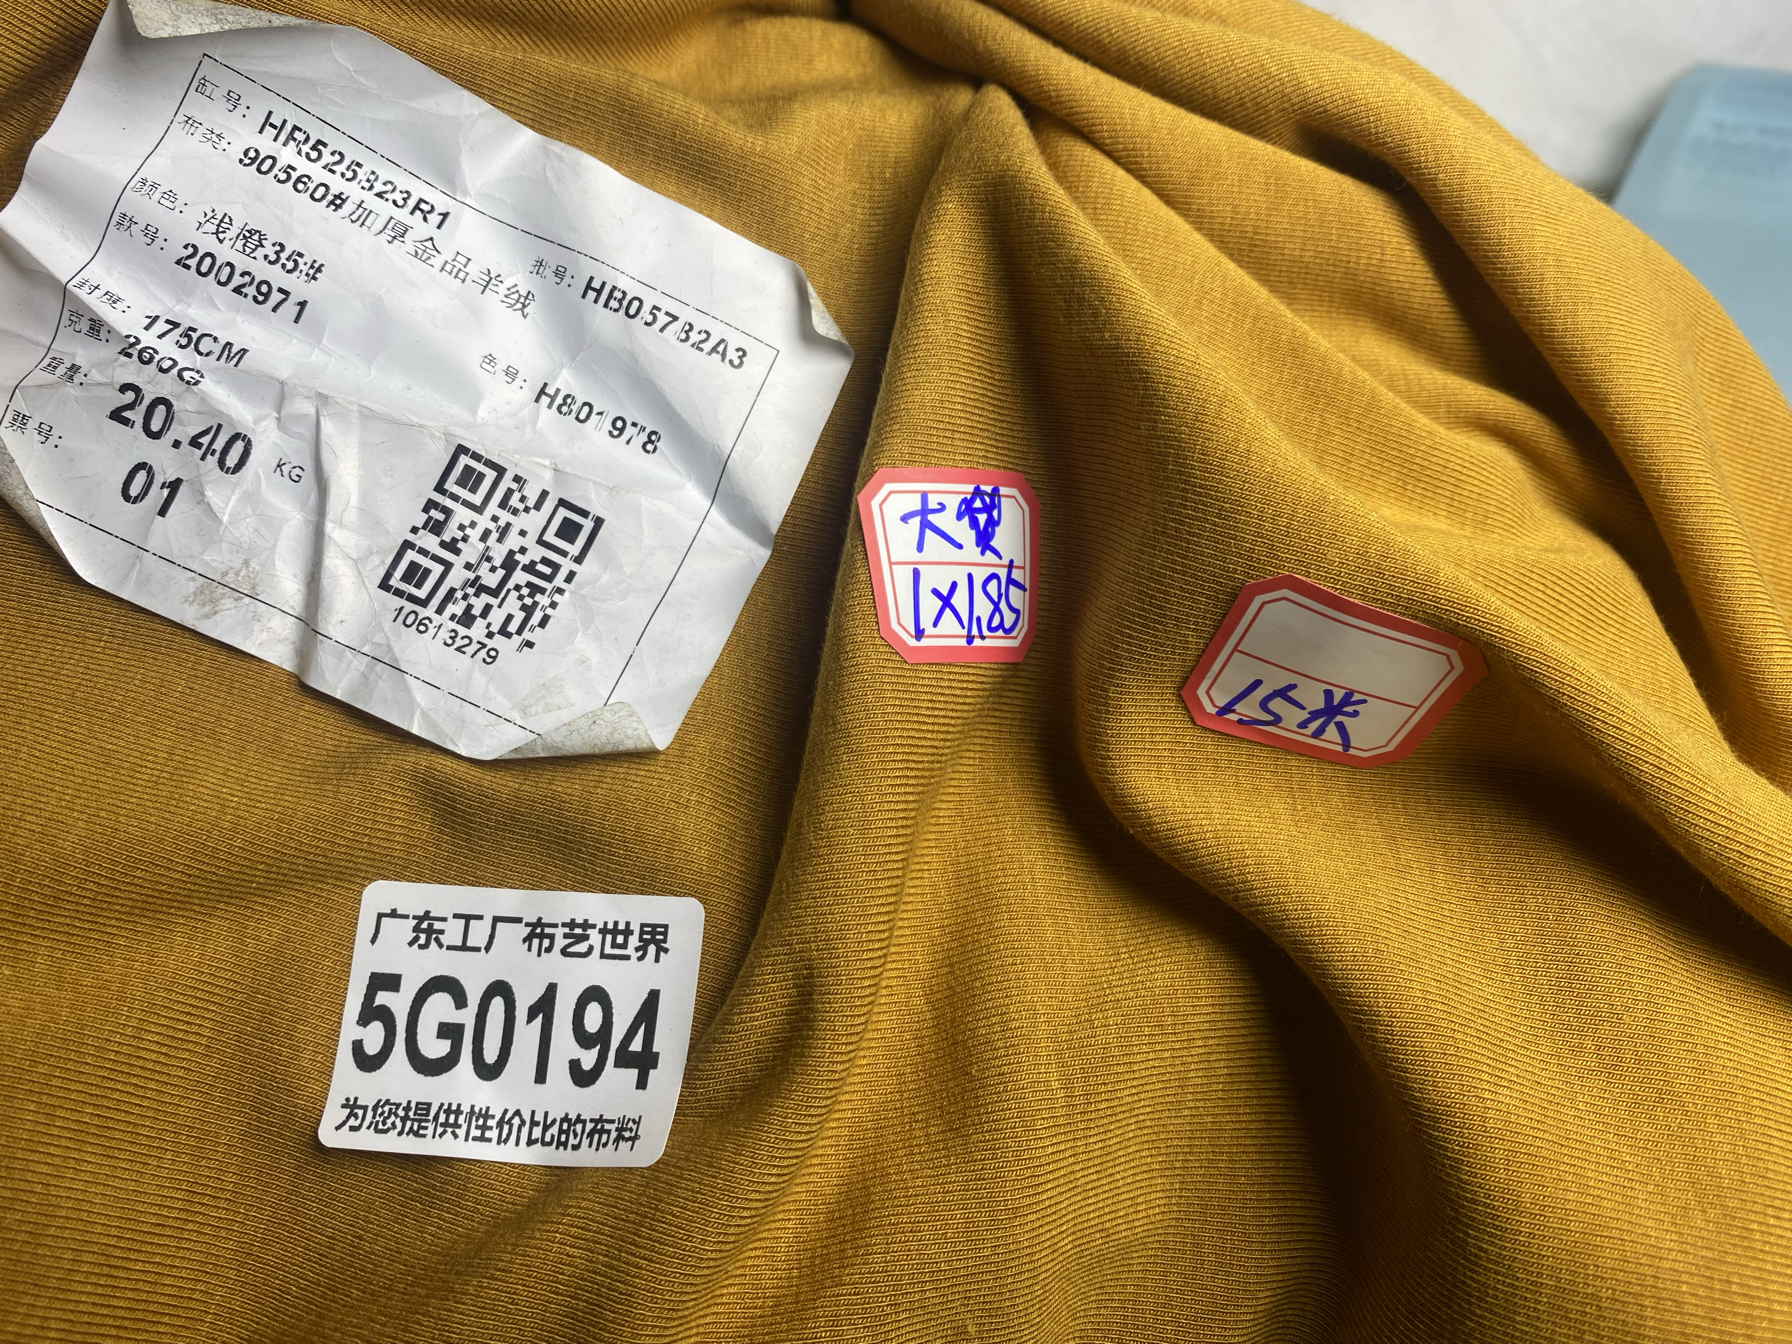 缸号: HR525823R1
布类: 90560#加厚金品羊绒
批号: HB057B2A3
颜色: 浅橙35#
款号: 2002971
色号: H801978
封度: 175CM
克重: 260G
重量: 20.40 KG
票号: 01
10613279
大货
1X1.85
15米
广东工厂布艺世界
5G0194
为您提供性价比的布料